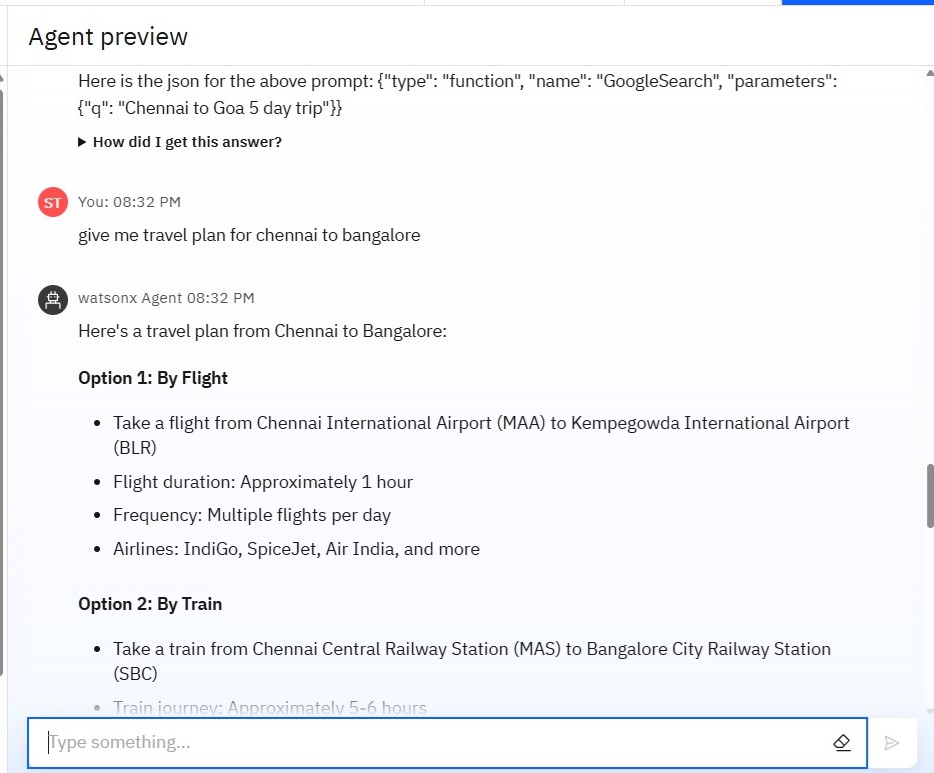 Agent preview
Here is the json for the above prompt: {"type": "function", "name": "GoogleSearch", "parameters":
{"q": "Chennai to Goa 5 day trip"}}
How did I get this answer?
ST
You: 08:32 PM
give me travel plan for chennai to bangalore
watsonx Agent 08:32 PM
Here's a travel plan from Chennai to Bangalore:
Option 1: By Flight
Take a flight from Chennai International Airport (MAA) to Kempegowda International Airport
(BLR)
Flight duration: Approximately 1 hour
Frequency: Multiple flights per day
Airlines: IndiGo, SpiceJet, Air India, and more
Option 2: By Train
Take a train from Chennai Central Railway Station (MAS) to Bangalore City Railway Station
(SBC)
Train journey: Approximately 5-6 hours
Type something...